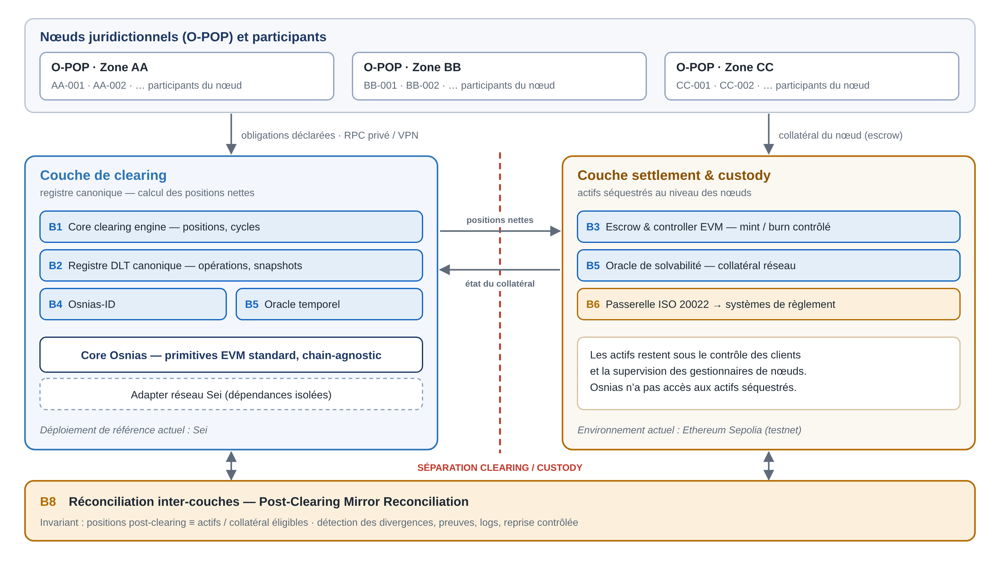 Nœuds juridictionnels (O-POP) et participants
O-POP · Zone AA
AA-001 · AA-002 · … participants du nœud
O-POP · Zone BB
BB-001 · BB-002 · … participants du nœud
O-POP · Zone CC
CC-001 · CC-002 · … participants du nœud
obligations déclarées · RPC privé / VPN
collatéral du nœud (escrow)
Couche de clearing
registre canonique — calcul des positions nettes
B1 Core clearing engine — positions, cycles
B2 Registre DLT canonique — opérations, snapshots
B4 Osnias-ID
B5 Oracle temporel
Core Osnias — primitives EVM standard, chain-agnostic
Adapter réseau Sei (dépendances isolées)
Déploiement de référence actuel : Sei
positions nettes
état du collatéral
Couche settlement & custody
actifs séquestrés au niveau des nœuds
B3 Escrow & controller EVM — mint / burn contrôlé
B5 Oracle de solvabilité — collatéral réseau
B6 Passerelle ISO 20022 → systèmes de règlement
Les actifs restent sous le contrôle des clients
et la supervision des gestionnaires de nœuds.
Osnias n’a pas accès aux actifs séquestrés.
Environnement actuel : Ethereum Sepolia (testnet)
SÉPARATION CLEARING / CUSTODY
B8 Réconciliation inter-couches — Post-Clearing Mirror Reconciliation
Invariant : positions post-clearing ≡ actifs / collatéral éligibles · détection des divergences, preuves, logs, reprise contrôlée